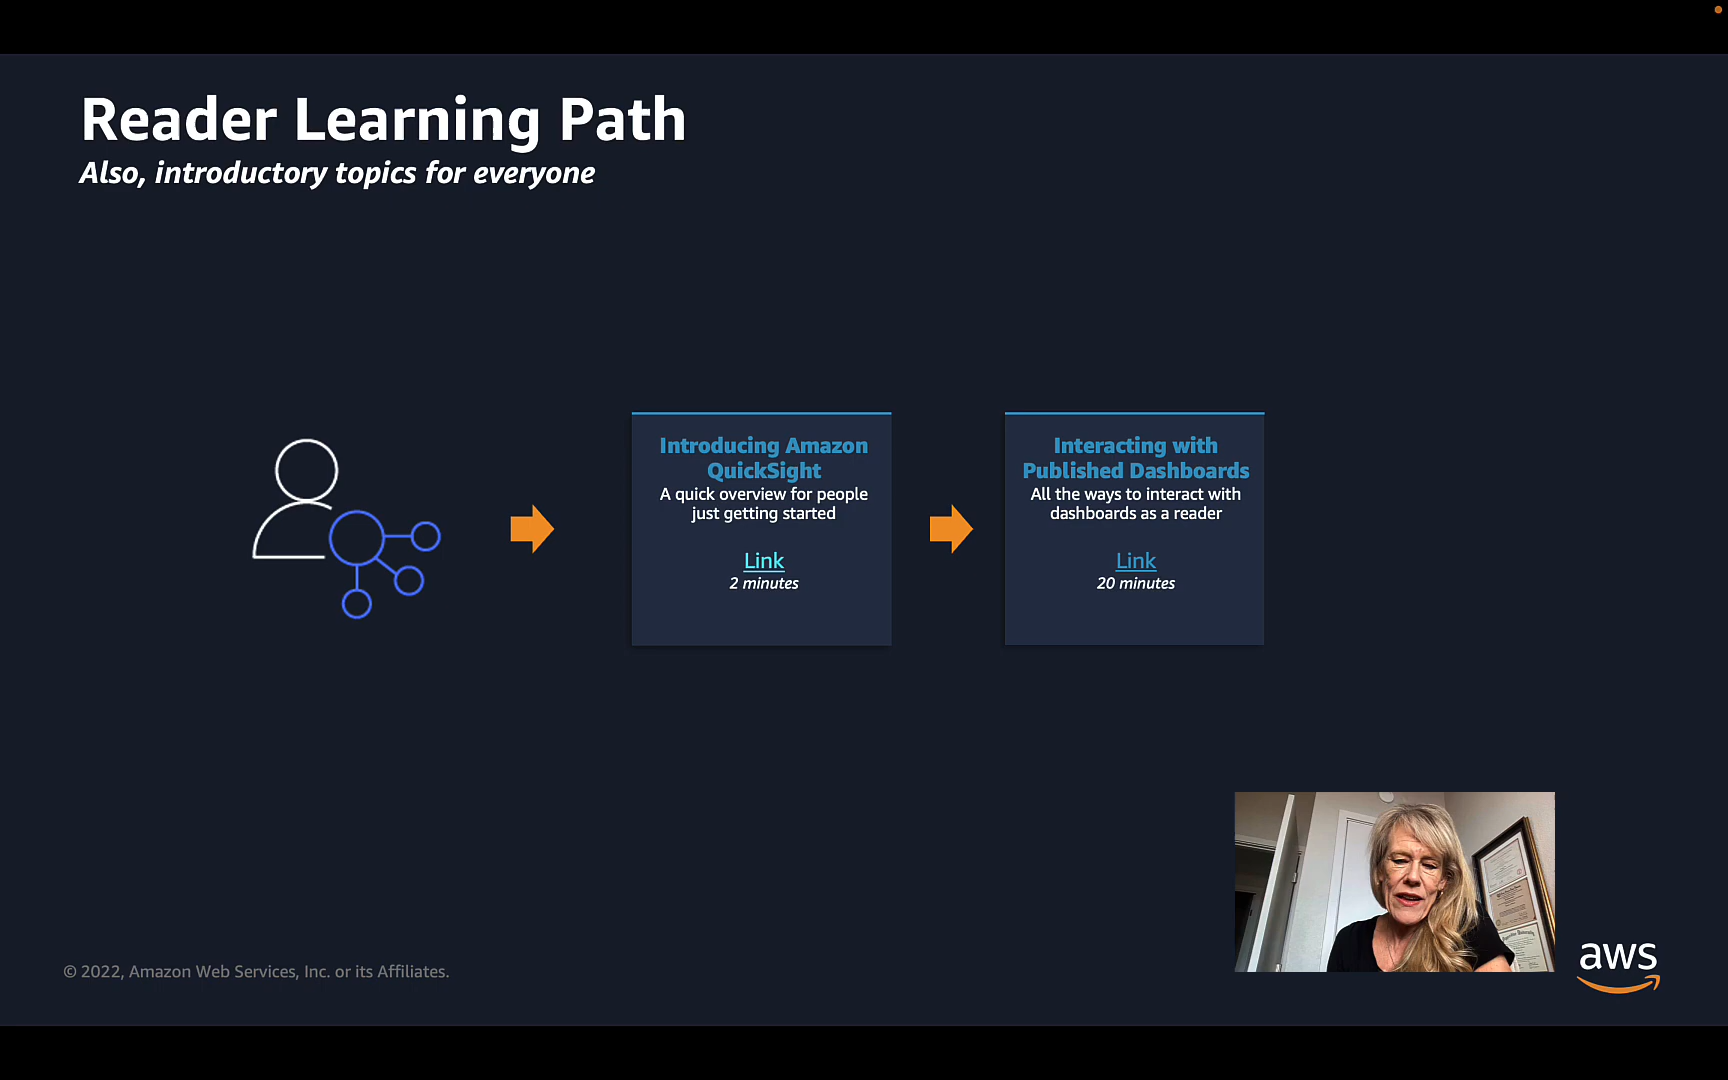 Reader Learning Path
Also, introductory topics for everyone
Introducing Amazon
QuickSight
A quick overview for people
just getting started
Link
2 minutes
Interacting with
Published Dashboards
All the ways to interact with
dashboards as a reader
Link
20 minutes
© 2022, Amazon Web Services, Inc. or its Affiliates.
aws